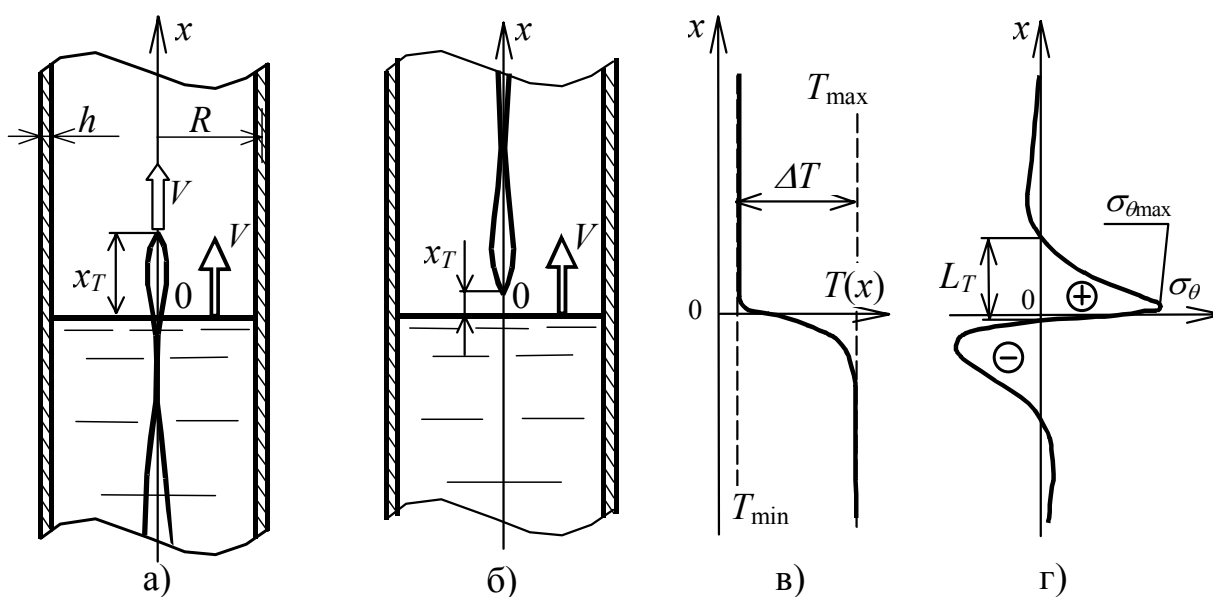 x
h
R
V
x_T
0
V
а)
x
x_T
0
V
б)
x
T_max
ΔT
T(x)
0
T_min
в)
x
σ_θmax
L_T
0
+
σ_θ
−
г)